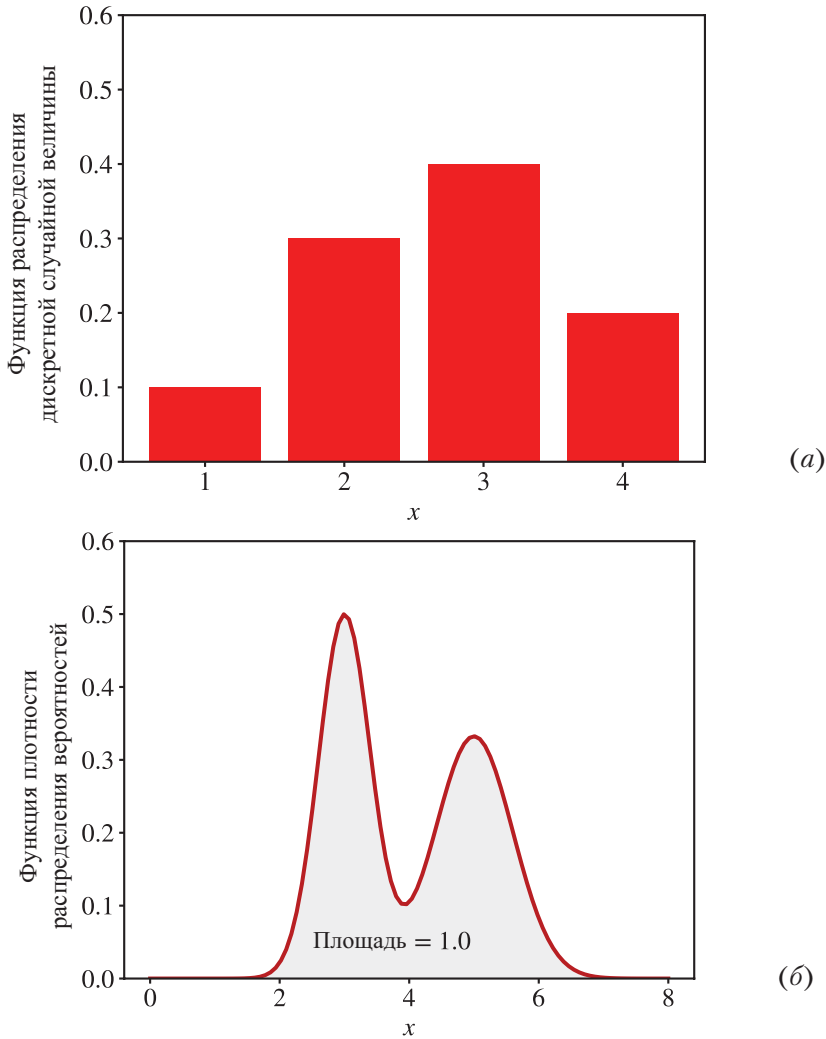 0.6
0.5
0.4
0.3
0.2
0.1
0.0
Функция распределения
дискретной случайной величины
1 2 3 4
x
(а)
0.6
0.5
0.4
0.3
0.2
0.1
0.0
Функция плотности
распределения вероятностей
Площадь = 1.0
0 2 4 6 8
x
(б)